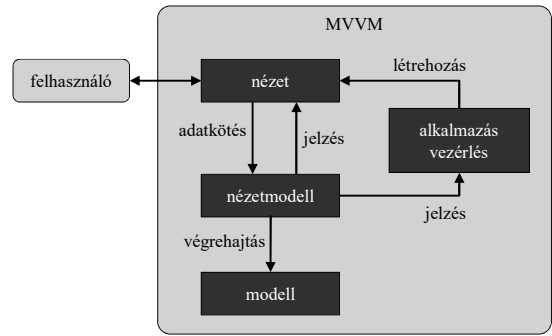 MVVM
felhasználó
nézet
létrehozás
adatkötés
jelzés
alkalmazás
vezérlés
nézetmodell
jelzés
végrehajtás
modell